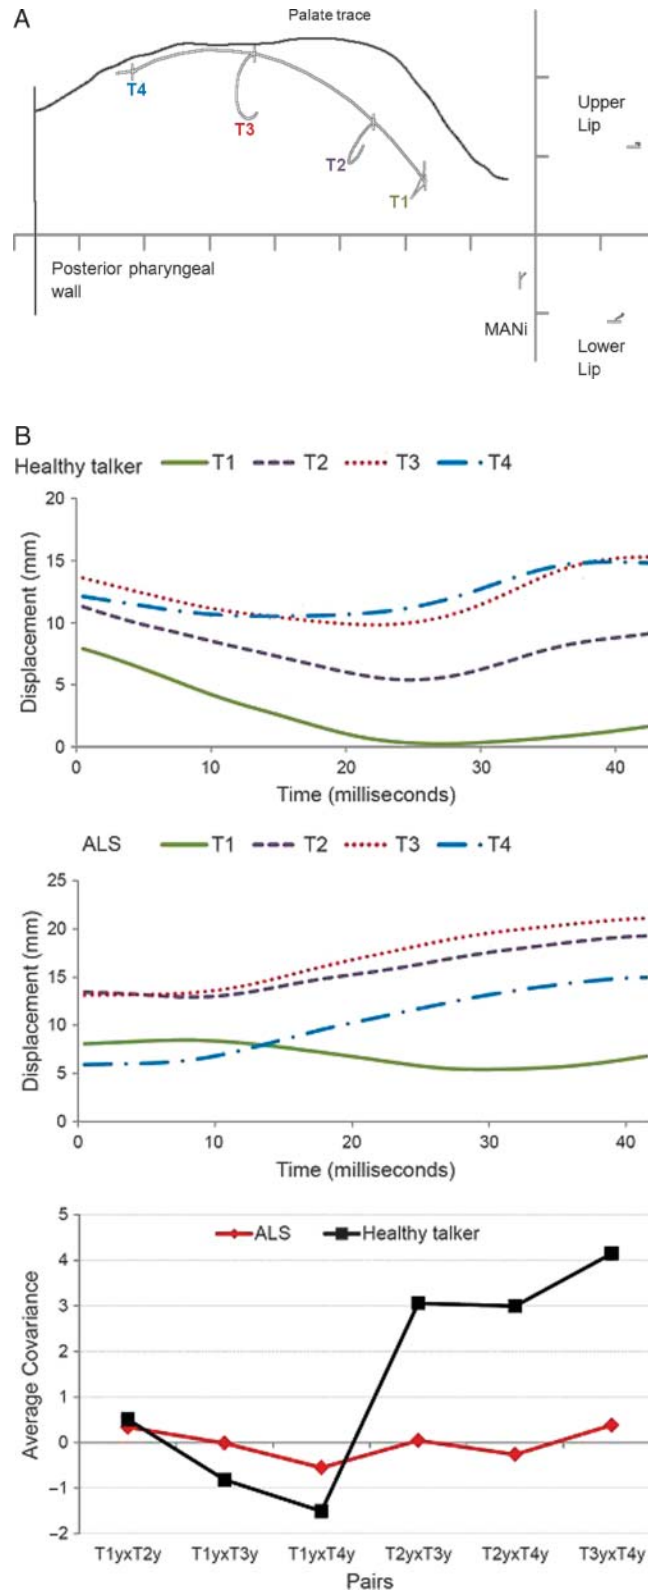 A
Palate trace
T4
T3
T2
T1
Upper
Lip
Posterior pharyngeal
wall
MANi
Lower
Lip
B
Healthy talker T1 T2 T3 T4
20
15
10
5
0
Displacement (mm)
0 10 20 30 40
Time (milliseconds)
ALS T1 T2 T3 T4
25
20
15
10
5
0
Displacement (mm)
0 10 20 30 40
Time (milliseconds)
ALS Healthy talker
5
4
3
2
1
0
−1
−2
Average Covariance
T1yxT2y T1yxT3y T1yxT4y T2yxT3y T2yxT4y T3yxT4y
Pairs